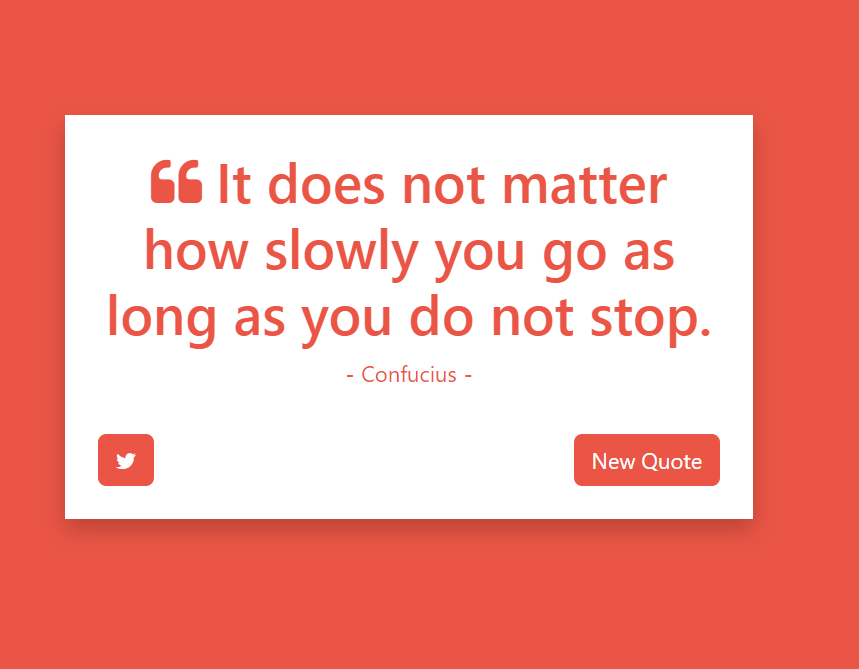 “ It does not matter
how slowly you go as
long as you do not stop.
- Confucius -
New Quote